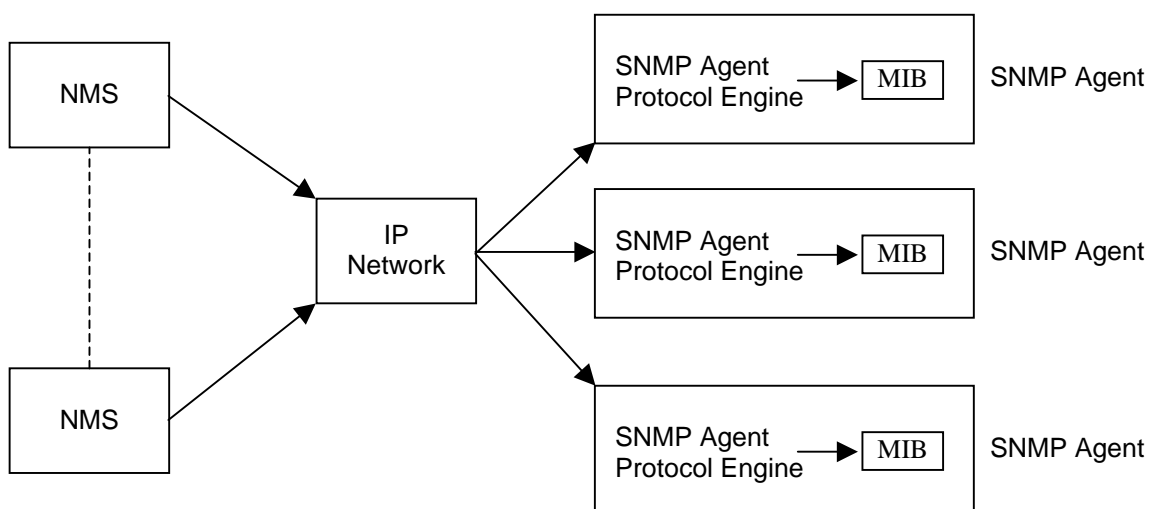 NMS
SNMP Agent
Protocol Engine
MIB
SNMP Agent
IP
Network
SNMP Agent
Protocol Engine
MIB
SNMP Agent
NMS
SNMP Agent
Protocol Engine
MIB
SNMP Agent